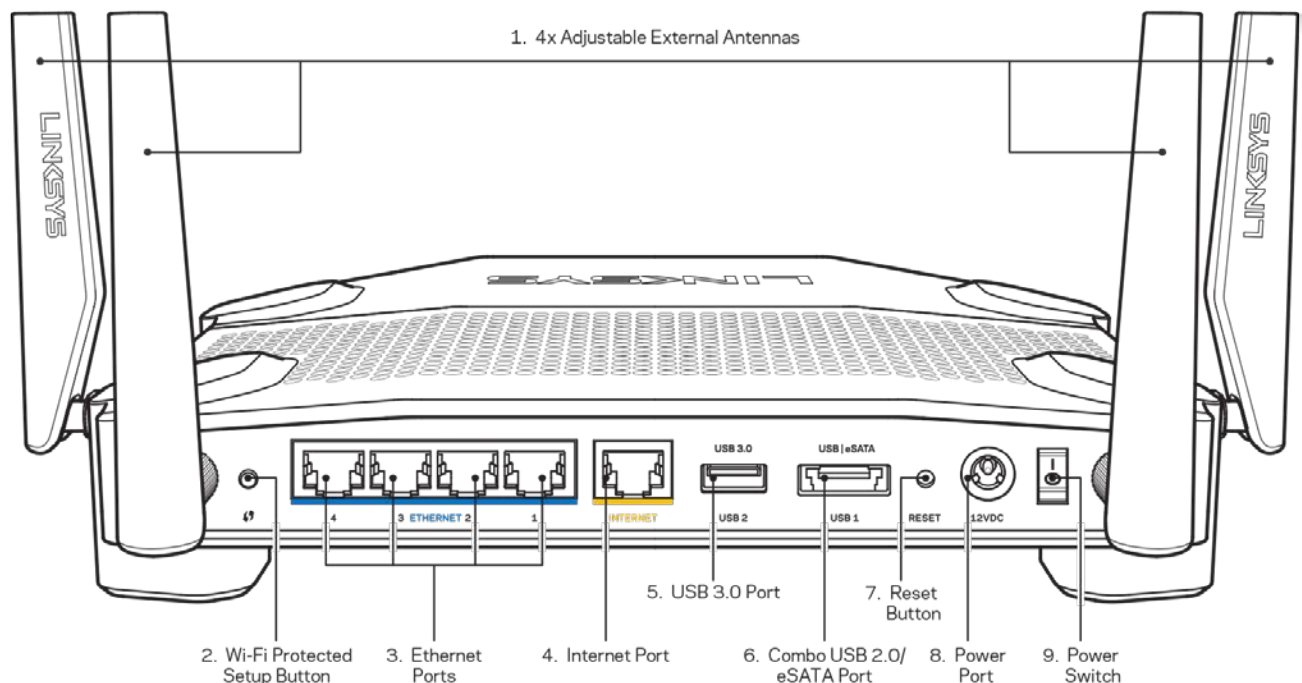 1. 4x Adjustable External Antennas
LINKSYS
LINKSYS
LINKSYS
USB 3.0
USB|eSATA
4
3 ETHERNET 2
1
INTERNET
USB 2
USB 1
RESET
12VDC
5. USB 3.0 Port
7. Reset
Button
2. Wi-Fi Protected
Setup Button
3. Ethernet
Ports
4. Internet Port
6. Combo USB 2.0/
eSATA Port
8. Power
Port
9. Power
Switch